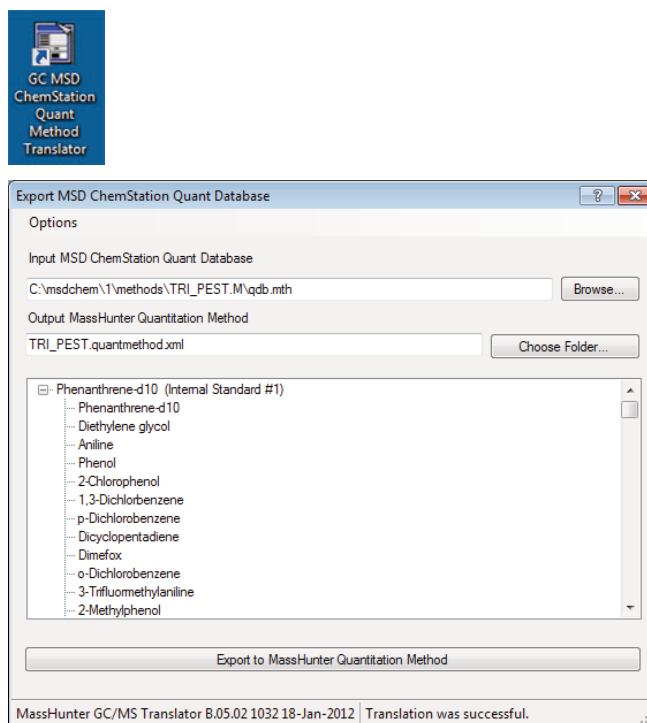 GC MSD
ChemStation
Quant
Method
Translator
Export MSD ChemStation Quant Database
Options
Input MSD ChemStation Quant Database
C:\msdchem\1\methods\TRI_PEST.M\qdb.mth
Browse...
Output MassHunter Quantitation Method
TRI_PEST.quantmethod.xml
Choose Folder...
Phenanthrene-d10 (Internal Standard #1)
Phenanthrene-d10
Diethylene glycol
Aniline
Phenol
2-Chlorophenol
1,3-Dichlorbenzene
p-Dichlorobenzene
Dicyclopentadiene
Dimefox
o-Dichlorobenzene
3-Trifluormethylaniline
2-Methylphenol
Export to MassHunter Quantitation Method
MassHunter GC/MS Translator B.05.02 1032 18-Jan-2012 Translation was successful.